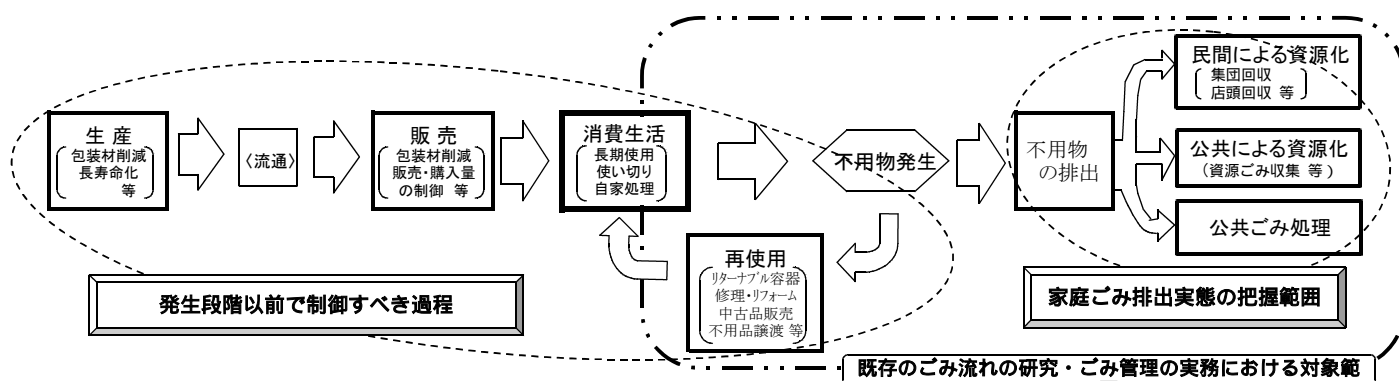 生 産
包装材削減
長寿命化
等
〈流通〉
販 売
包装材削減
販売・購入量
の制御 等
消費生活
長期使用
使い切り
自家処理
不用物発生
再使用
リターナブル容器
修理・リフォーム
中古品販売
不用品譲渡 等
不用物
の排出
民間による資源化
集団回収
店頭回収 等
公共による資源化
(資源ごみ収集 等)
公共ごみ処理
発生段階以前で制御すべき過程
家庭ごみ排出実態の把握範囲
既存のごみ流れの研究・ごみ管理の実務における対象範